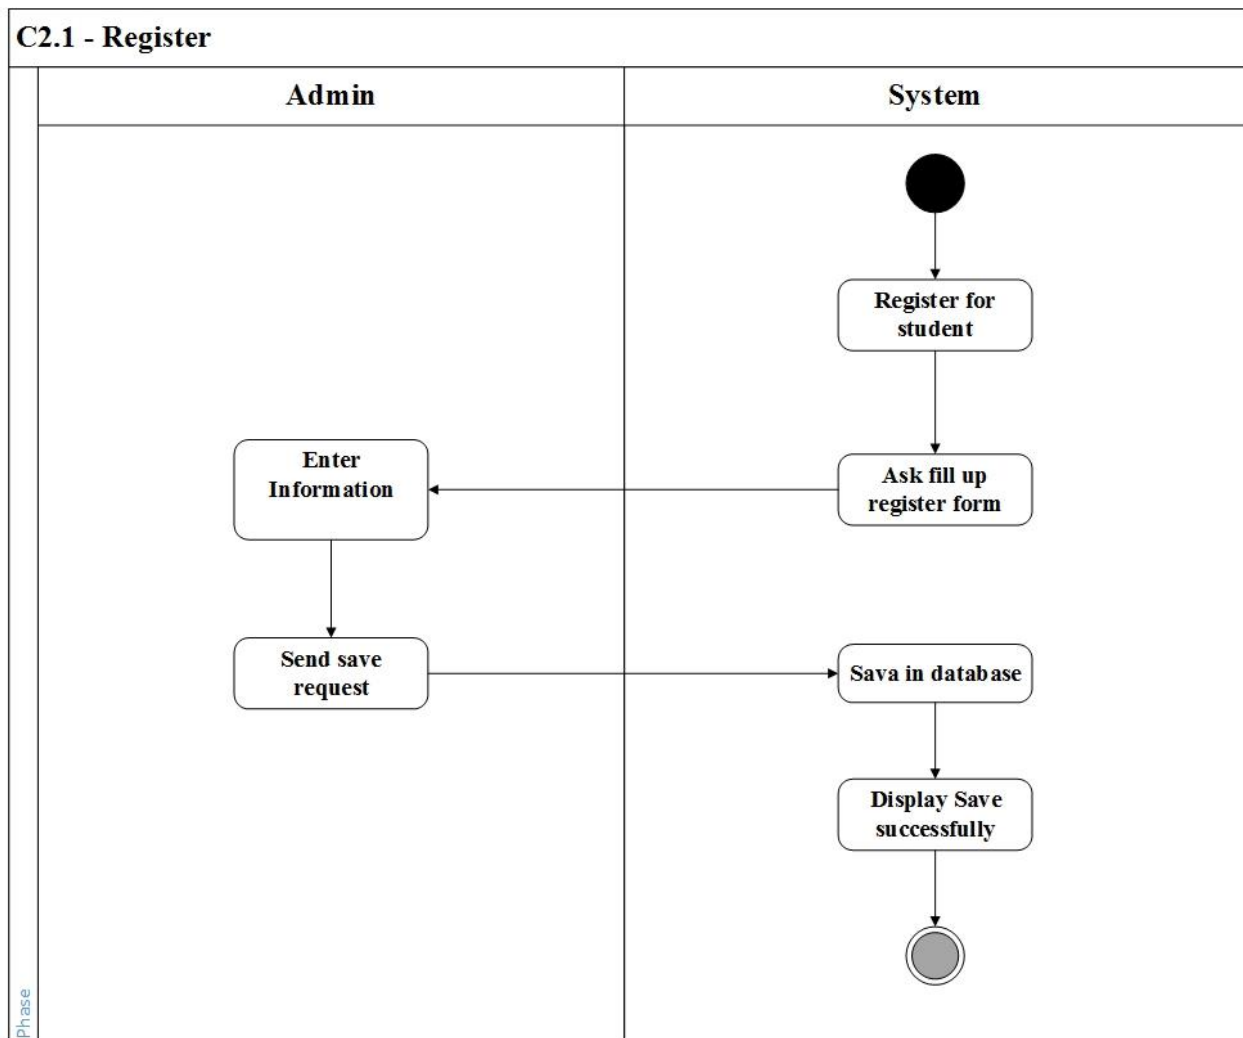 C2.1 - Register
Admin
System
Register for
student
Ask fill up
register form
Enter
Information
Send save
request
Sava in database
Display Save
successfully
Phase